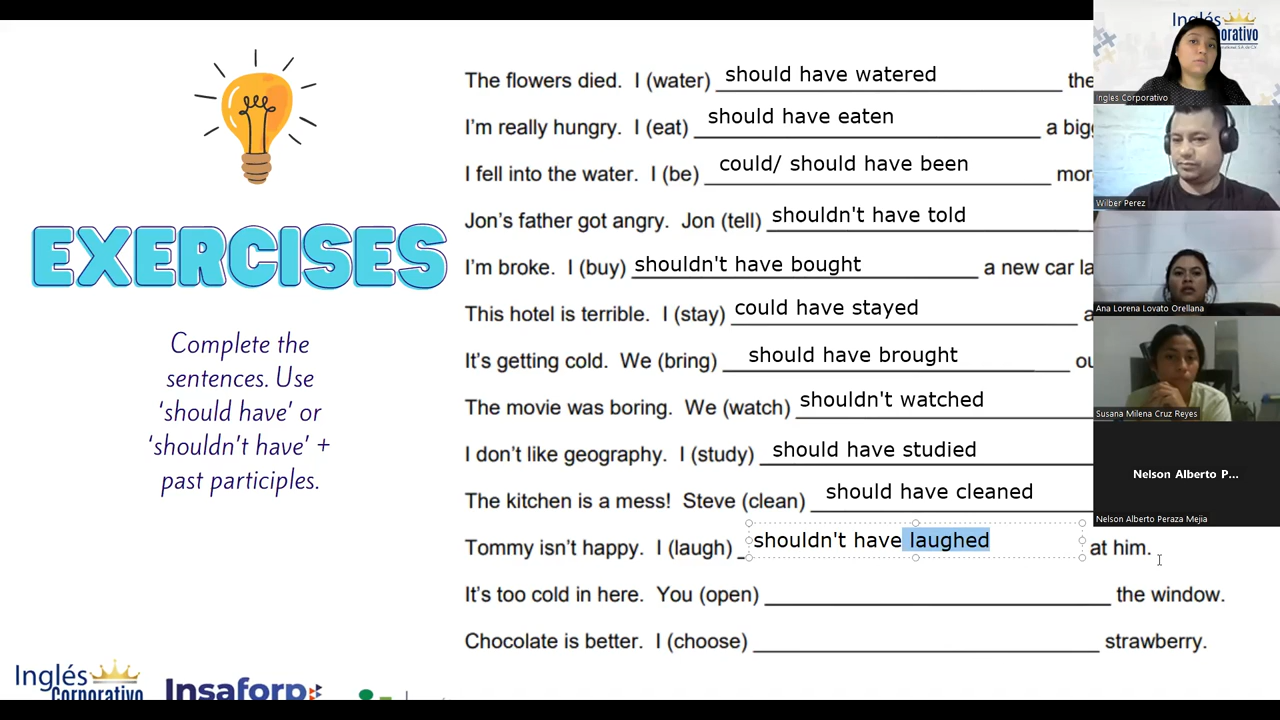 The flowers died. I (water) should have watered the
I'm really hungry. I (eat) should have eaten a big
I fell into the water. I (be) could/ should have been mor
Jon's father got angry. Jon (tell) shouldn't have told
I'm broke. I (buy) shouldn't have bought a new car la
This hotel is terrible. I (stay) could have stayed a
It's getting cold. We (bring) should have brought ou
The movie was boring. We (watch) shouldn't watched
I don't like geography. I (study) should have studied
The kitchen is a mess! Steve (clean) should have cleaned
Tommy isn't happy. I (laugh) shouldn't have laughed at him.
It's too cold in here. You (open) the window.
Chocolate is better. I (choose) strawberry.
EXERCISES
Complete the
sentences. Use
'should have' or
'shouldn't have' +
past participles.
Inglés
Corporativo
Insaforp
Inglés
orativo
Ingles Corporativo
Wilber Perez
Ana Lorena Lovato Orellana
Susana Milena Cruz Reyes
Nelson Alberto P...
Nelson Alberto Peraza Mejia